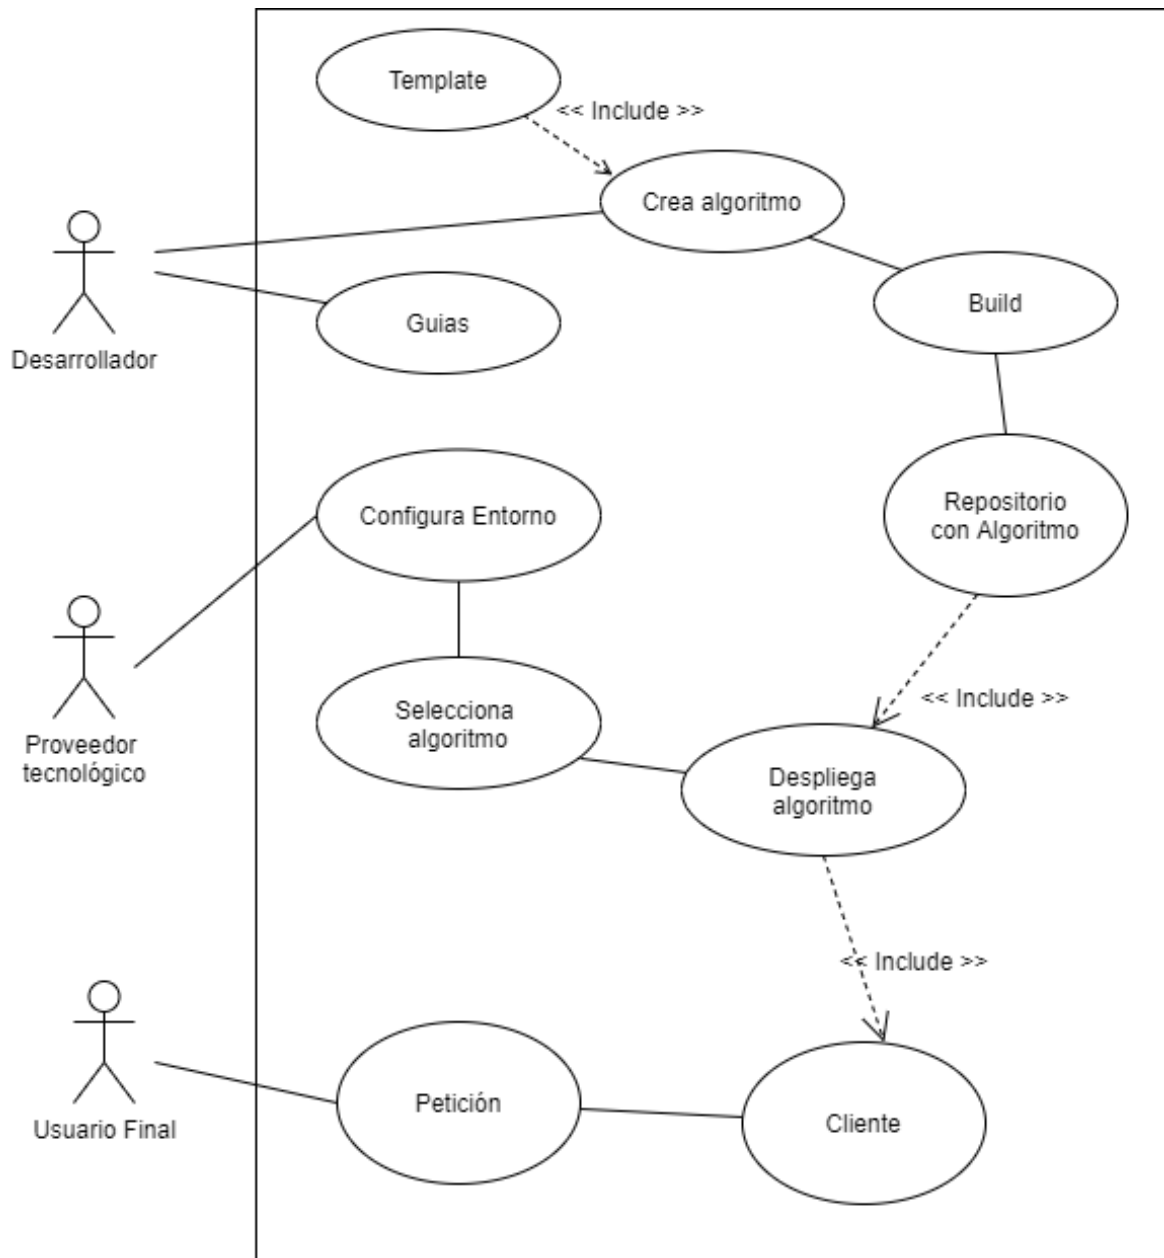 Template
<< Include >>
Crea algoritmo
Desarrollador
Guias
Build
Configura Entorno
Repositorio
con Algoritmo
Proveedor
tecnológico
Selecciona
algoritmo
<< Include >>
Despliega
algoritmo
<< Include >>
Usuario Final
Petición
Cliente